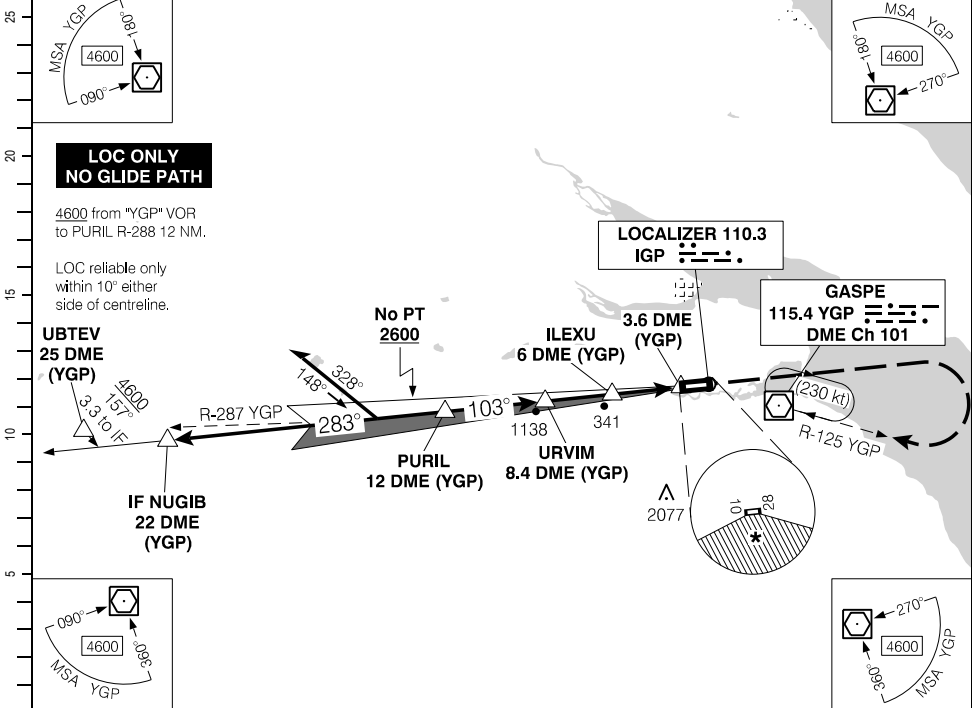 25
20
15
10
5
MSA YGP
180°
4600
090°
MSA YGP
180°
4600
270°
LOC ONLY
NO GLIDE PATH
4600 from "YGP" VOR
to PURIL R-288 12 NM.
LOC reliable only
within 10° either
side of centreline.
LOCALIZER 110.3
IGP
GASPE
115.4 YGP
DME Ch 101
UBTEV
25 DME
(YGP)
4600
157°
3.3 to IF
R-287 YGP
No PT
2600
328°
148°
283°
103°
ILEXU
6 DME (YGP)
3.6 DME
(YGP)
(230 kt)
R-125 YGP
1138
341
PURIL
12 DME (YGP)
URVIM
8.4 DME (YGP)
IF NUGIB
22 DME
(YGP)
2077
10
28
*
090°
4600
360°
MSA YGP
270°
4600
360°
MSA YGP